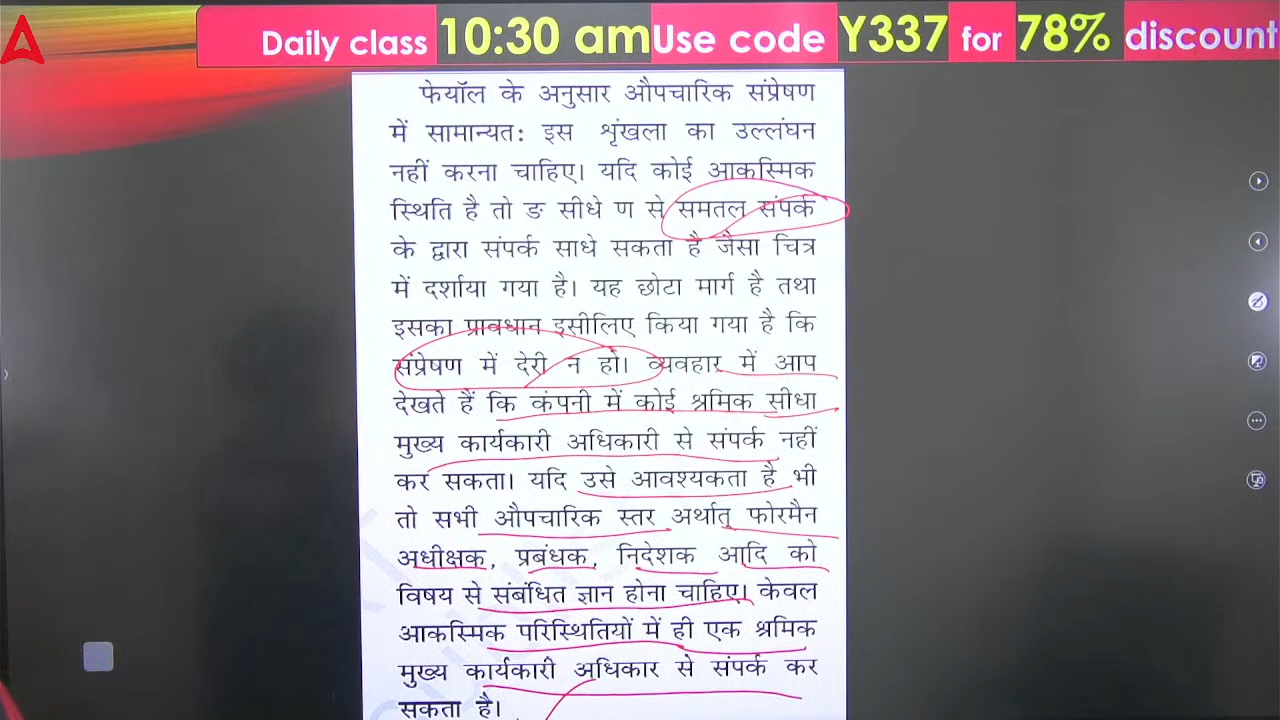 Daily class 10:30 am Use code Y337 for 78% discount
फेयॉल के अनुसार औपचारिक संप्रेषण
में सामान्यत: इस शृंखला का उल्लंघन
नहीं करना चाहिए। यदि कोई आकस्मिक
स्थिति है तो ङ सीधे ण से समतल संपर्क
के द्वारा संपर्क साधे सकता है जैसा चित्र
में दर्शाया गया है। यह छोटा मार्ग है तथा
इसका प्रावधान इसीलिए किया गया है कि
संप्रेषण में देरी न हो। व्यवहार में आप
देखते हैं कि कंपनी में कोई श्रमिक सीधा
मुख्य कार्यकारी अधिकारी से संपर्क नहीं
कर सकता। यदि उसे आवश्यकता है भी
तो सभी औपचारिक स्तर अर्थात् फोरमैन
अधीक्षक, प्रबंधक, निदेशक आदि को
विषय से संबंधित ज्ञान होना चाहिए। केवल
आकस्मिक परिस्थितियों में ही एक श्रमिक
मुख्य कार्यकारी अधिकार से संपर्क कर
सकता है।